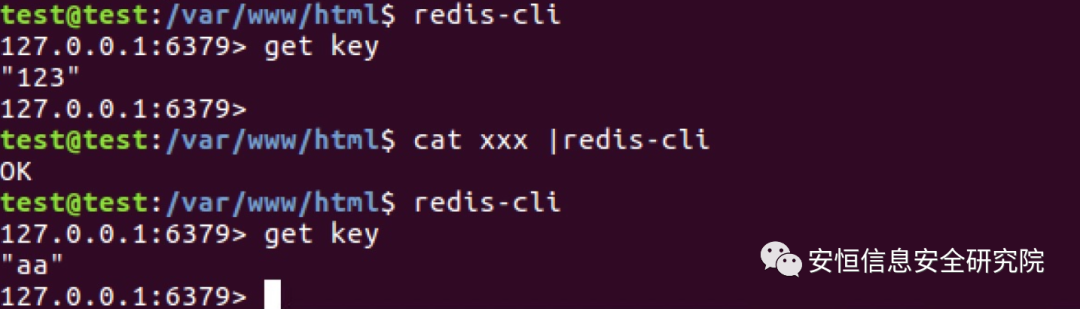 test@test:/var/www/html$ redis-cli
127.0.0.1:6379> get key
"123"
127.0.0.1:6379>
test@test:/var/www/html$ cat xxx |redis-cli
OK
test@test:/var/www/html$ redis-cli
127.0.0.1:6379> get key
"aa"
127.0.0.1:6379>
安恒信息安全研究院